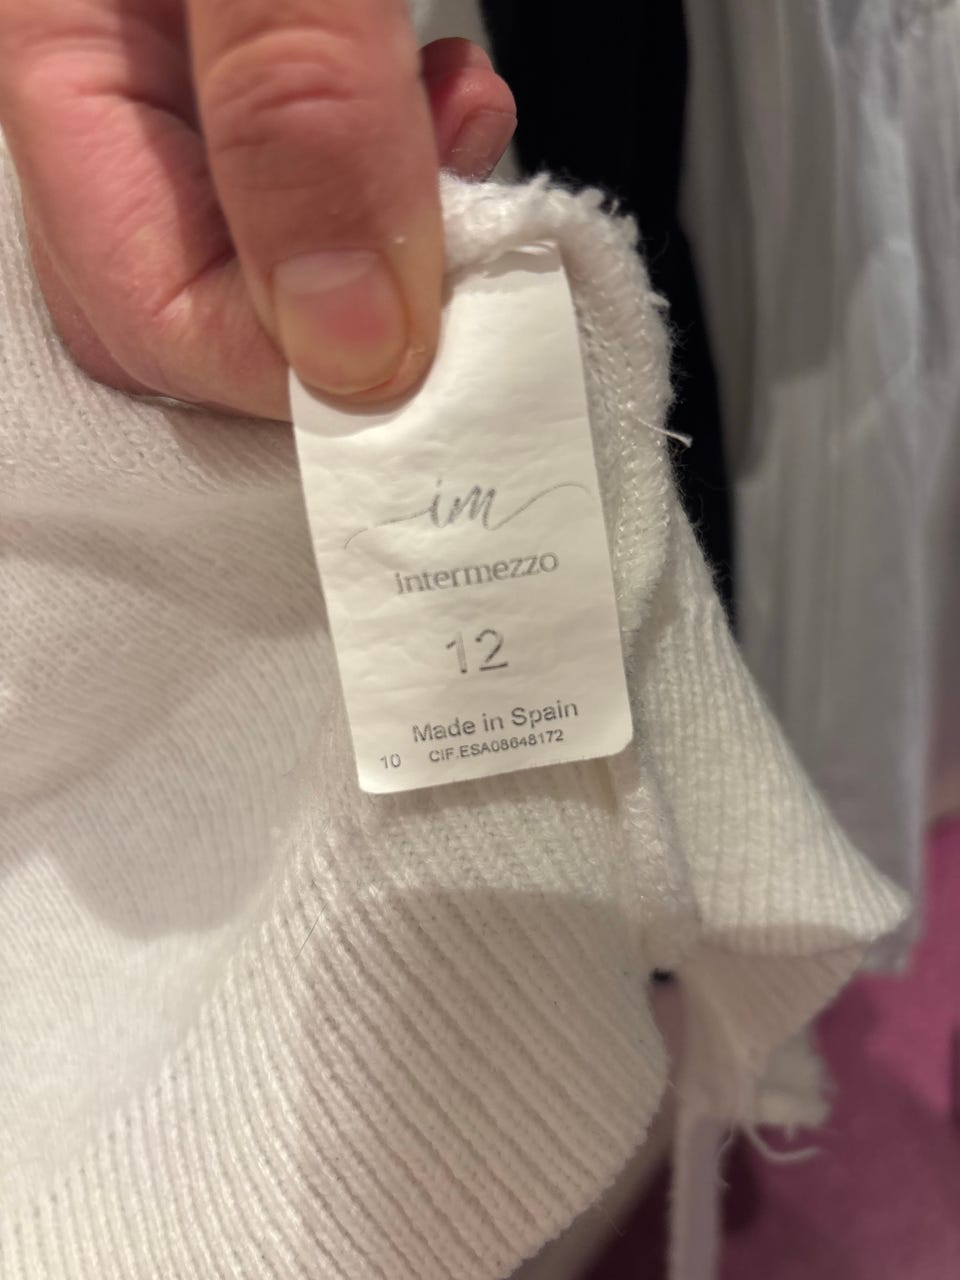 im
intermezzo
12
Made in Spain
10 CIF.ESA08648172